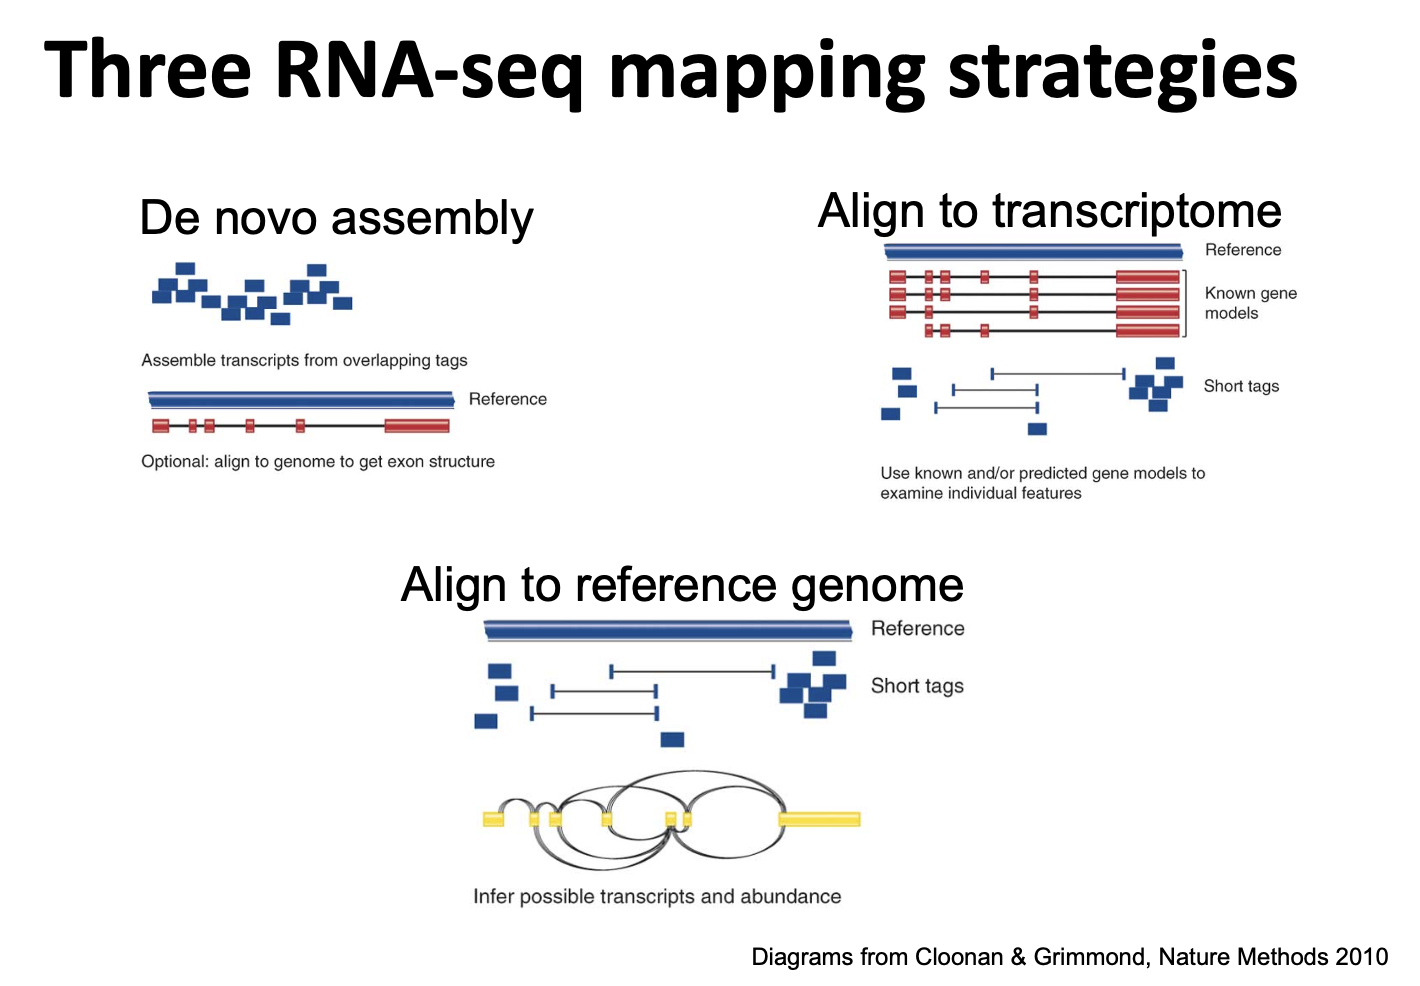 Three RNA-seq mapping strategies
De novo assembly
Assemble transcripts from overlapping tags
Reference
Optional: align to genome to get exon structure
Align to transcriptome
Reference
Known gene
models
Short tags
Use known and/or predicted gene models to
examine individual features
Align to reference genome
Reference
Short tags
Infer possible transcripts and abundance
Diagrams from Cloonan & Grimmond, Nature Methods 2010